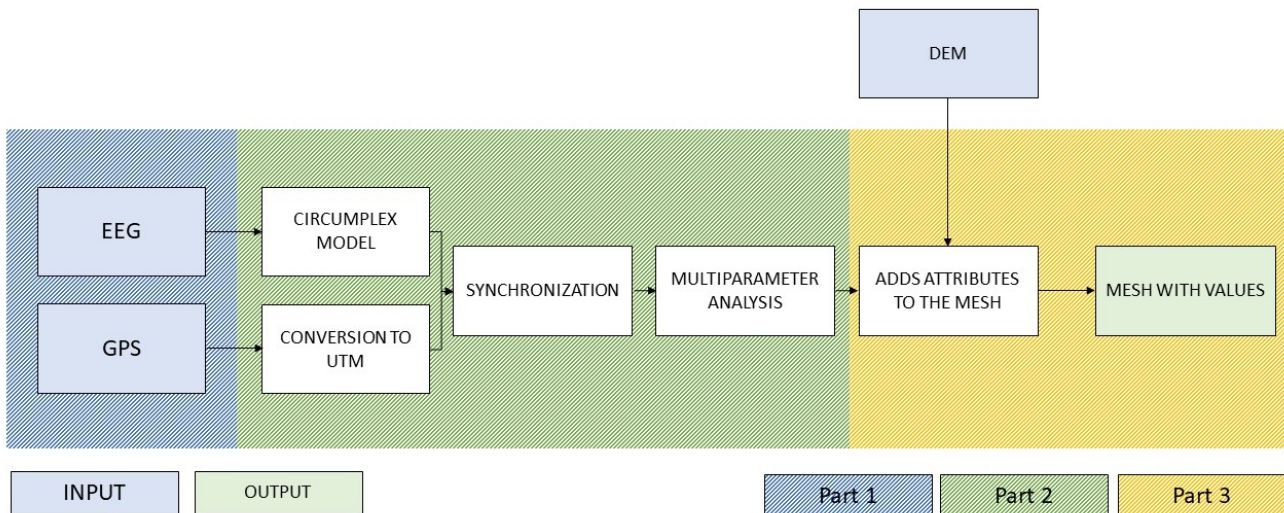 DEM
EEG
CIRCUMPLEX
MODEL
SYNCHRONIZATION
MULTIPARAMETER
ANALYSIS
ADDS ATTRIBUTES
TO THE MESH
MESH WITH VALUES
GPS
CONVERSION TO
UTM
INPUT
OUTPUT
Part 1
Part 2
Part 3